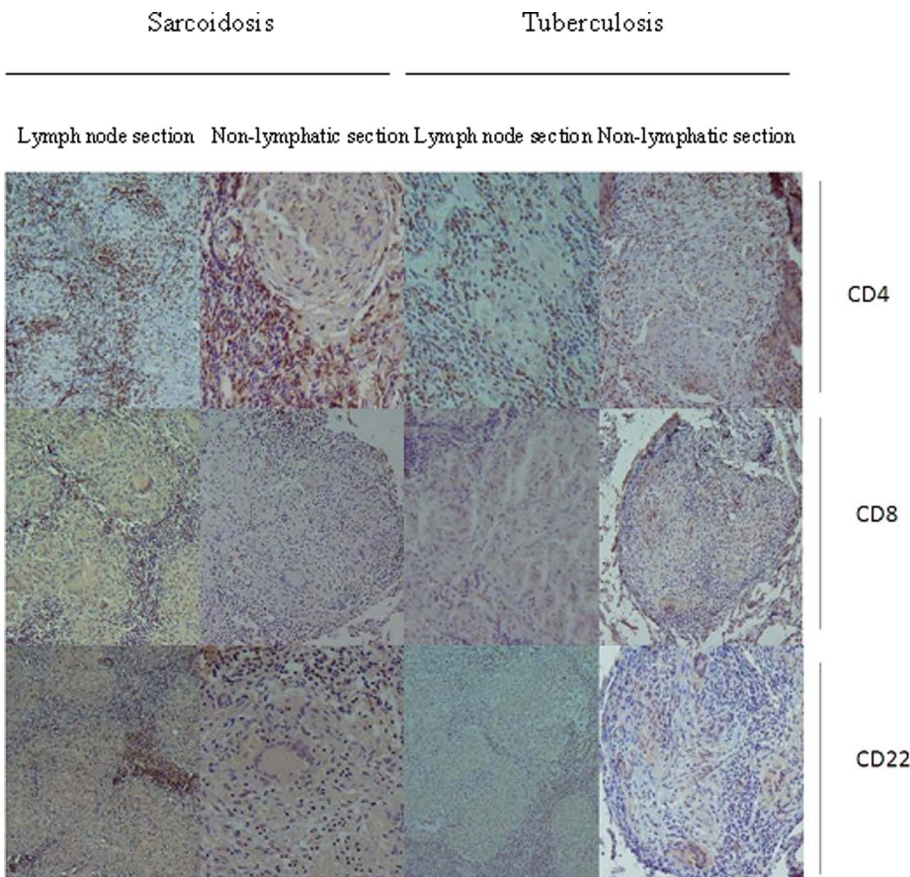 Sarcoidosis Tuberculosis
Lymph node section Non-lymphatic section Lymph node section Non-lymphatic section
CD4
CD8
CD22